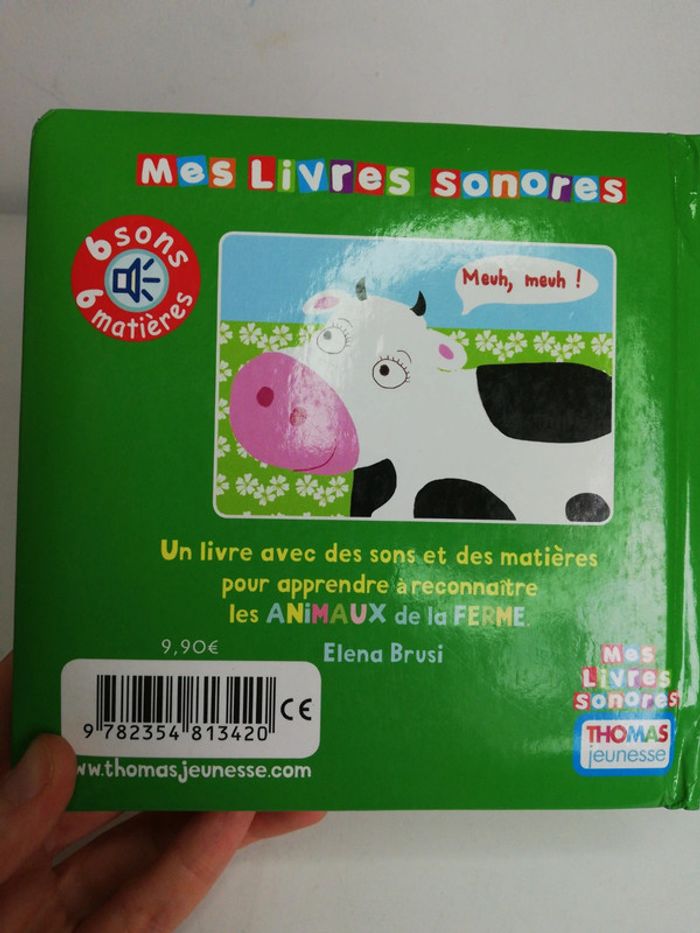 Mes Livres sonores
6 sons
6 matières
Meuh, meuh !
Un livre avec des sons et des matières
pour apprendre à reconnaître
les ANIMAUX de la FERME.
9,90€
Elena Brusi
Mes
Livres
sonores
THOMAS
jeunesse
CE
9 782354 813420
www.thomasjeunesse.com